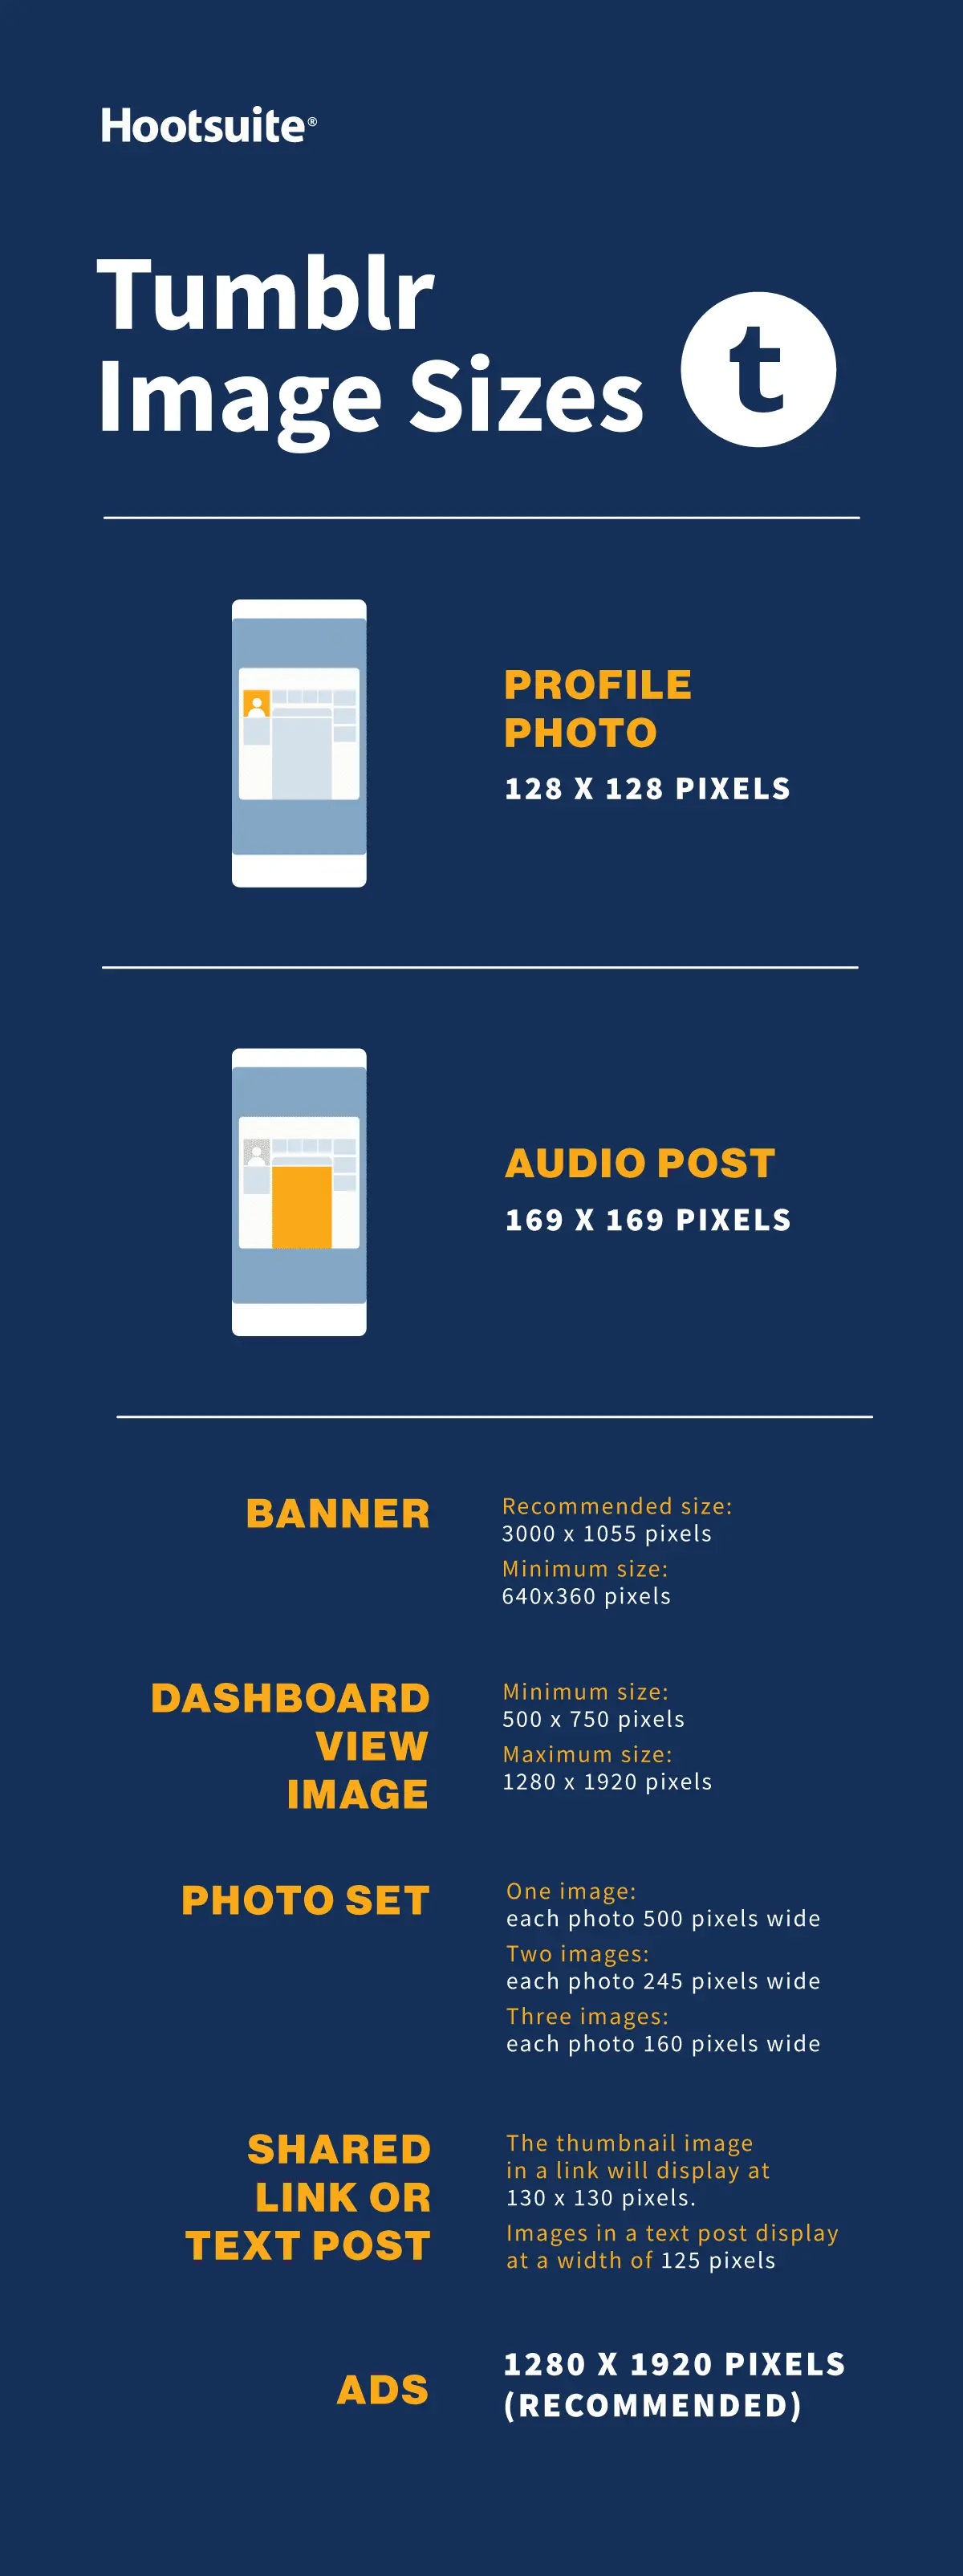 Hootsuite®
Tumblr
Image Sizes
t
PROFILE
PHOTO
128 X 128 PIXELS
AUDIO POST
169 X 169 PIXELS
BANNER
Recommended size:
3000 x 1055 pixels
Minimum size:
640x360 pixels
DASHBOARD
VIEW
IMAGE
Minimum size:
500 x 750 pixels
Maximum size:
1280 x 1920 pixels
PHOTO SET
One image:
each photo 500 pixels wide
Two images:
each photo 245 pixels wide
Three images:
each photo 160 pixels wide
SHARED
LINK OR
TEXT POST
The thumbnail image
in a link will display at
130 x 130 pixels.
Images in a text post display
at a width of 125 pixels
ADS
1280 X 1920 PIXELS
(RECOMMENDED)